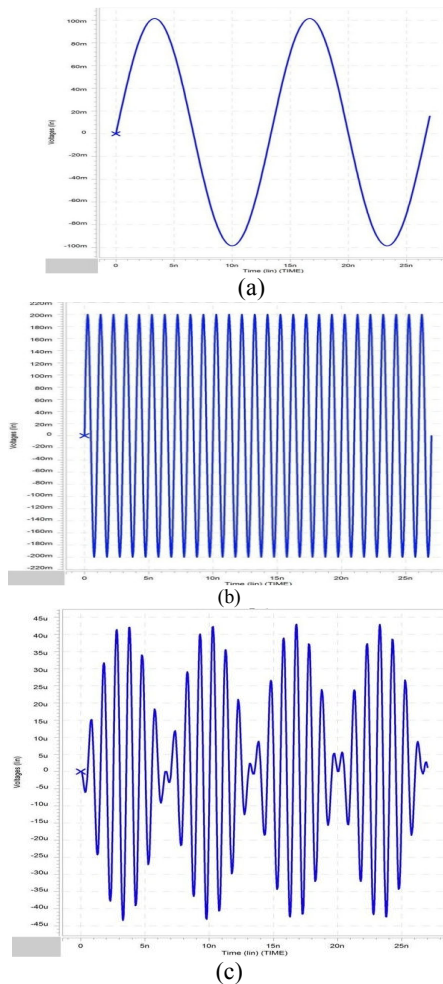 100m
80m
60m
40m
20m
0
-20m
-40m
-60m
-80m
-100m
Voltages (lin)
0 5n 10n 15n 20n 25n
Time (lin) (TIME)
(a)
220m
200m
180m
160m
140m
120m
100m
80m
60m
40m
20m
0
-20m
-40m
-60m
-80m
-100m
-120m
-140m
-160m
-180m
-200m
-220m
Voltages (lin)
0 5n 10n 15n 20n 25n
Time (lin) (TIME)
(b)
45u
40u
35u
30u
25u
20u
15u
10u
5u
0
-5u
-10u
-15u
-20u
-25u
-30u
-35u
-40u
-45u
Voltages (lin)
0 5n 10n 15n 20n 25n
Time (lin) (TIME)
(c)